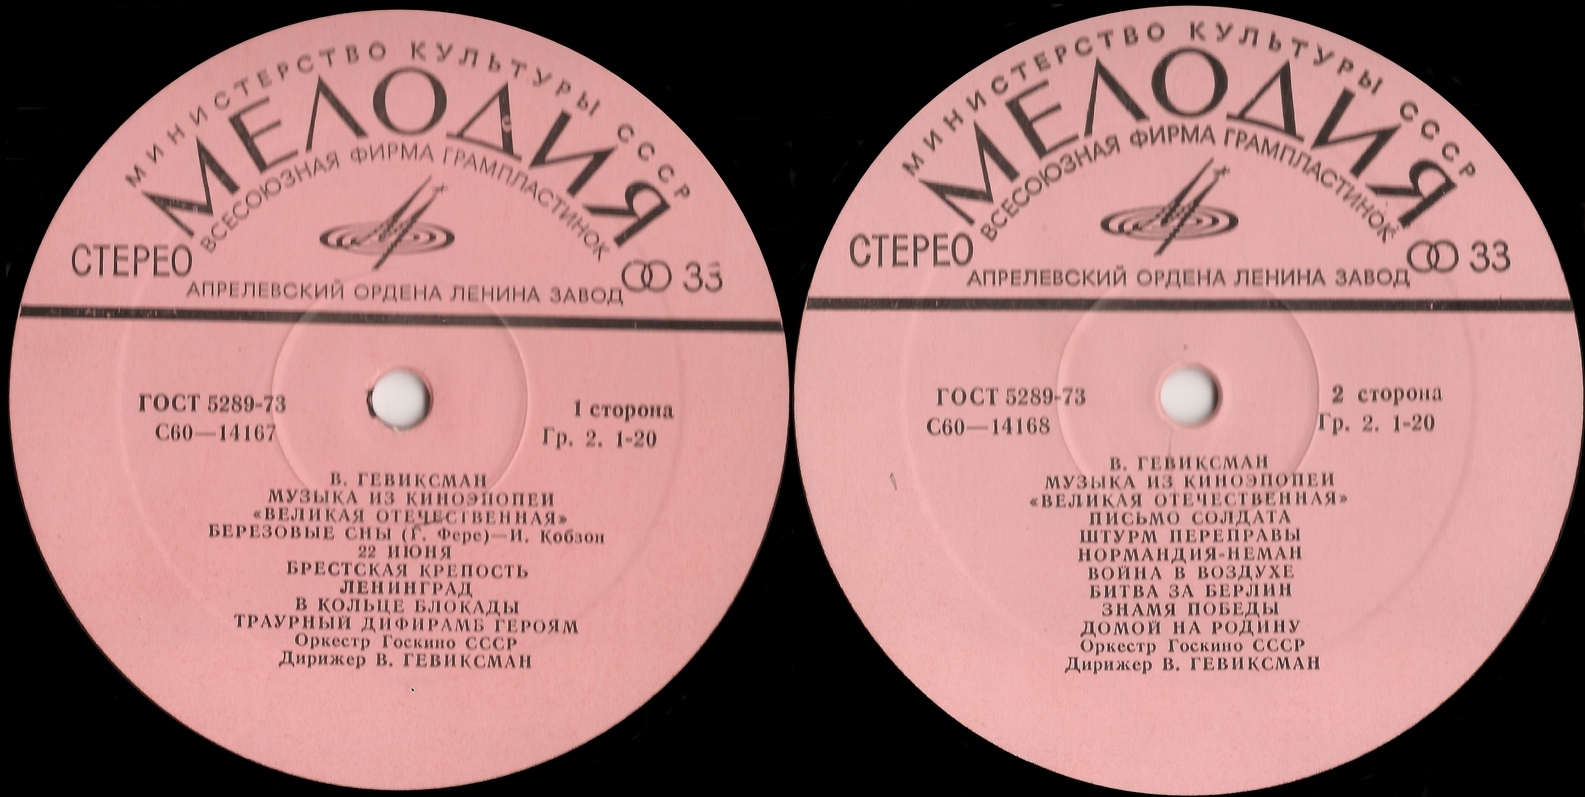 МИНИСТЕРСТВО КУЛЬТУРЫ СССР
МЕЛОДИЯ
ВСЕСОЮЗНАЯ ФИРМА ГРАМПЛАСТИНОК
СТЕРЕО
33
АПРЕЛЕВСКИЙ ОРДЕНА ЛЕНИНА ЗАВОД
ГОСТ 5289-73
1 сторона
С60—14167
Гр. 2. 1-20
В. ГЕВИКСМАН
МУЗЫКА ИЗ КИНОЭПОПЕИ
«ВЕЛИКАЯ ОТЕЧЕСТВЕННАЯ»
БЕРЕЗОВЫЕ СНЫ (Г. Фере)—И. Кобзон
22 ИЮНЯ
БРЕСТСКАЯ КРЕПОСТЬ
ЛЕНИНГРАД
В КОЛЬЦЕ БЛОКАДЫ
ТРАУРНЫЙ ДИФИРАМБ ГЕРОЯМ
Оркестр Госкино СССР
Дирижер В. ГЕВИКСМАН
МИНИСТЕРСТВО КУЛЬТУРЫ СССР
МЕЛОДИЯ
ВСЕСОЮЗНАЯ ФИРМА ГРАМПЛАСТИНОК
СТЕРЕО
33
АПРЕЛЕВСКИЙ ОРДЕНА ЛЕНИНА ЗАВОД
ГОСТ 5289-73
2 сторона
С60—14168
Гр. 2. 1-20
В. ГЕВИКСМАН
МУЗЫКА ИЗ КИНОЭПОПЕИ
«ВЕЛИКАЯ ОТЕЧЕСТВЕННАЯ»
ПИСЬМО СОЛДАТА
ШТУРМ ПЕРЕПРАВЫ
НОРМАНДИЯ-НЕМАН
ВОЙНА В ВОЗДУХЕ
БИТВА ЗА БЕРЛИН
ЗНАМЯ ПОБЕДЫ
ДОМОЙ НА РОДИНУ
Оркестр Госкино СССР
Дирижер В. ГЕВИКСМАН